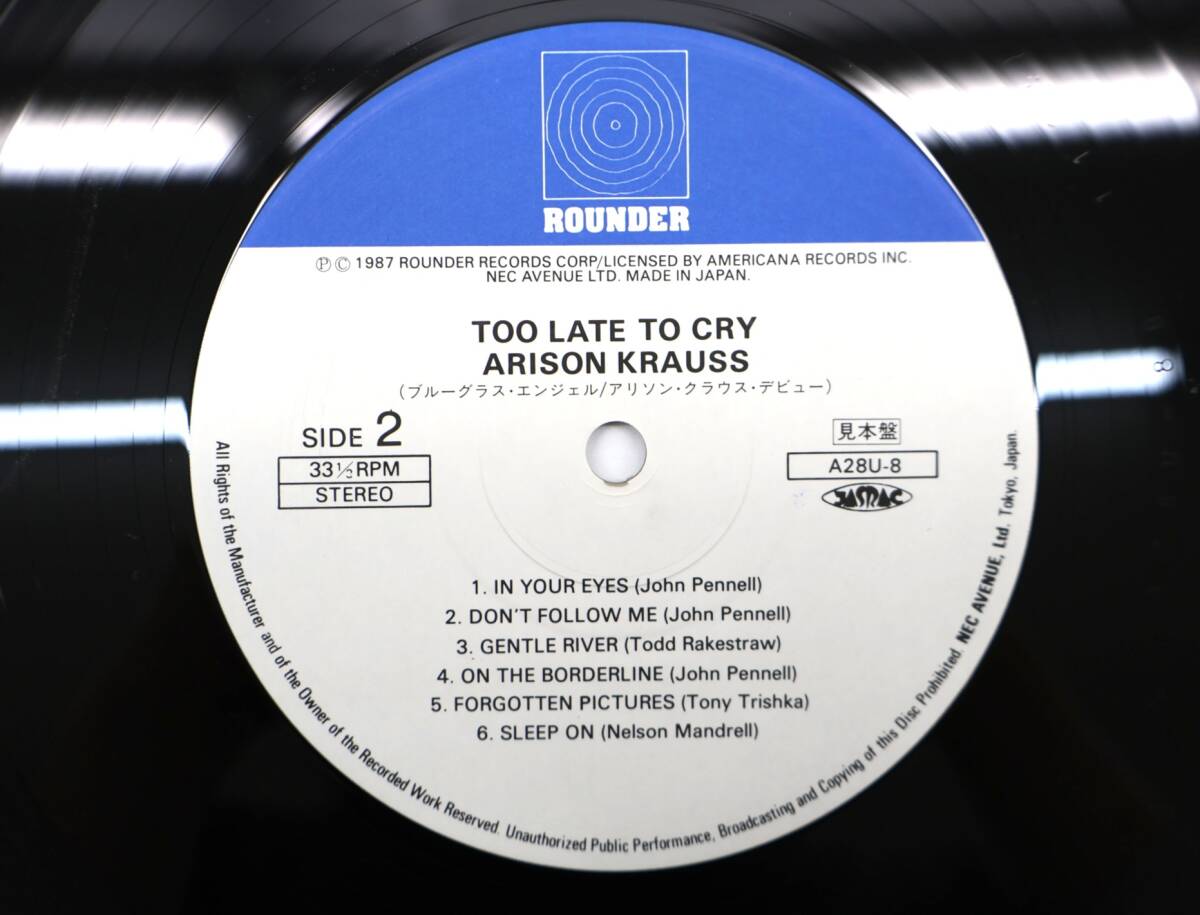 ROUNDER
℗© 1987 ROUNDER RECORDS CORP/LICENSED BY AMERICANA RECORDS INC.
NEC AVENUE LTD. MADE IN JAPAN.
TOO LATE TO CRY
ARISON KRAUSS
(ブルーグラス・エンジェル/アリソン・クラウス・デビュー)
SIDE 2
33⅓ RPM
STEREO
見本盤
A28U-8
JASRAC
1. IN YOUR EYES (John Pennell)
2. DON'T FOLLOW ME (John Pennell)
3. GENTLE RIVER (Todd Rakestraw)
4. ON THE BORDERLINE (John Pennell)
5. FORGOTTEN PICTURES (Tony Trishka)
6. SLEEP ON (Nelson Mandrell)
All Rights of the Manufacturer and of the Owner of the Recorded Work Reserved. Unauthorized Public Performance, Broadcasting and Copying of this Disc Prohibited. NEC AVENUE, Ltd. Tokyo, Japan.
8